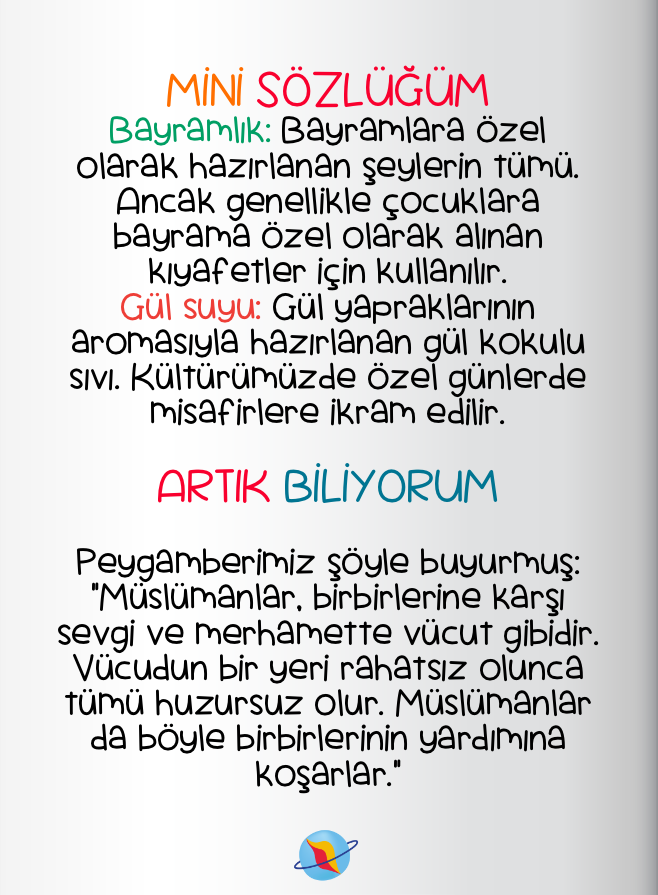 MİNİ SÖZLÜĞÜM
Bayramlık: Bayramlara özel
olarak hazırlanan şeylerin tümü.
Ancak genellikle çocuklara
bayrama özel olarak alınan
kıyafetler için kullanılır.
Gül suyu: Gül yapraklarının
aromasıyla hazırlanan gül kokulu
sıvı. Kültürümüzde özel günlerde
misafirlere ikram edilir.
ARTIK BİLİYORUM
Peygamberimiz şöyle buyurmuş:
"Müslümanlar, birbirlerine karşı
sevgi ve merhamette vücut gibidir.
Vücudun bir yeri rahatsız olunca
tümü huzursuz olur. Müslümanlar
da böyle birbirlerinin yardımına
koşarlar."